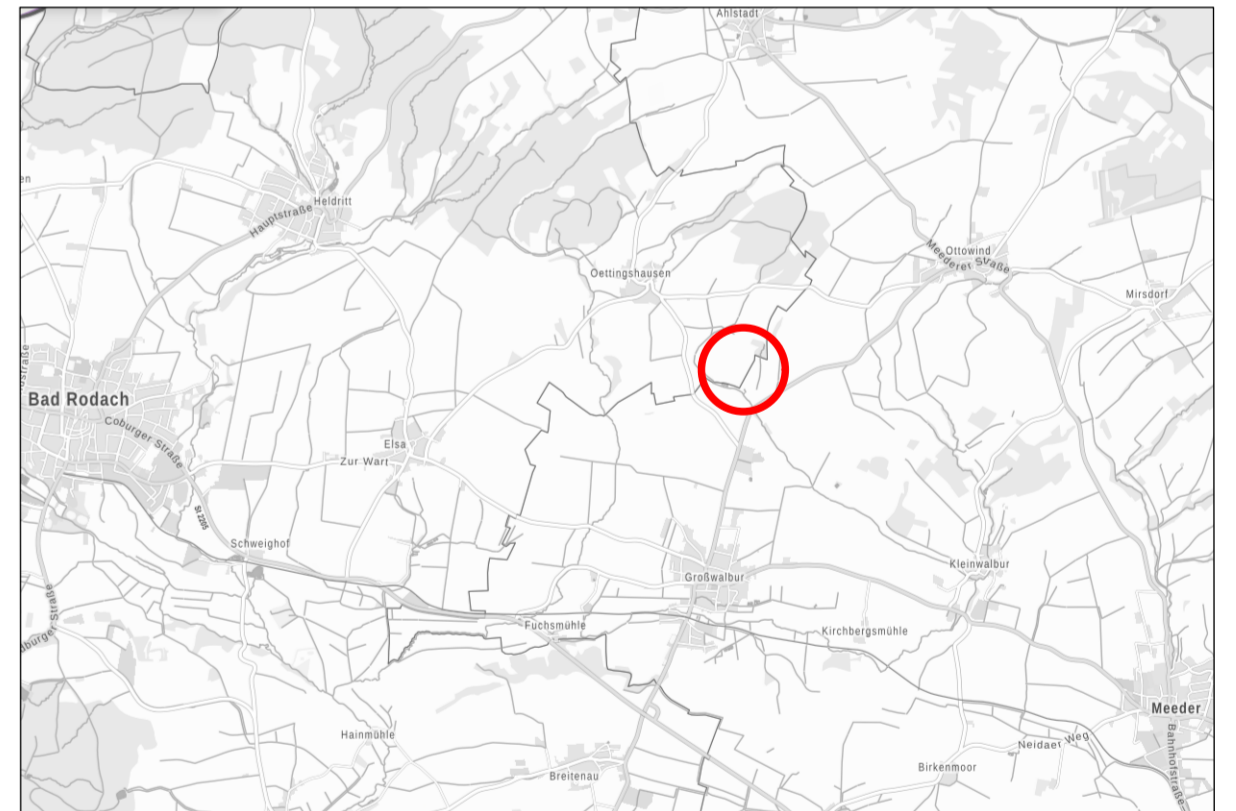 Ahlstadt
en
Heldritt
Hauptstraße
Ottowind
Meederer Straße
Oettingshausen
Mirsdorf
Bad Rodach
Coburger Straße
Elsa
Zur Wart
St 2205
Schweighof
Kleinwalbur
Großwalbur
Fuchsmühle
Kirchbergsmühle
Meeder
Hainmühle
Neidaer Weg
Bahnhofstraße
Birkenmoor
Breitenau